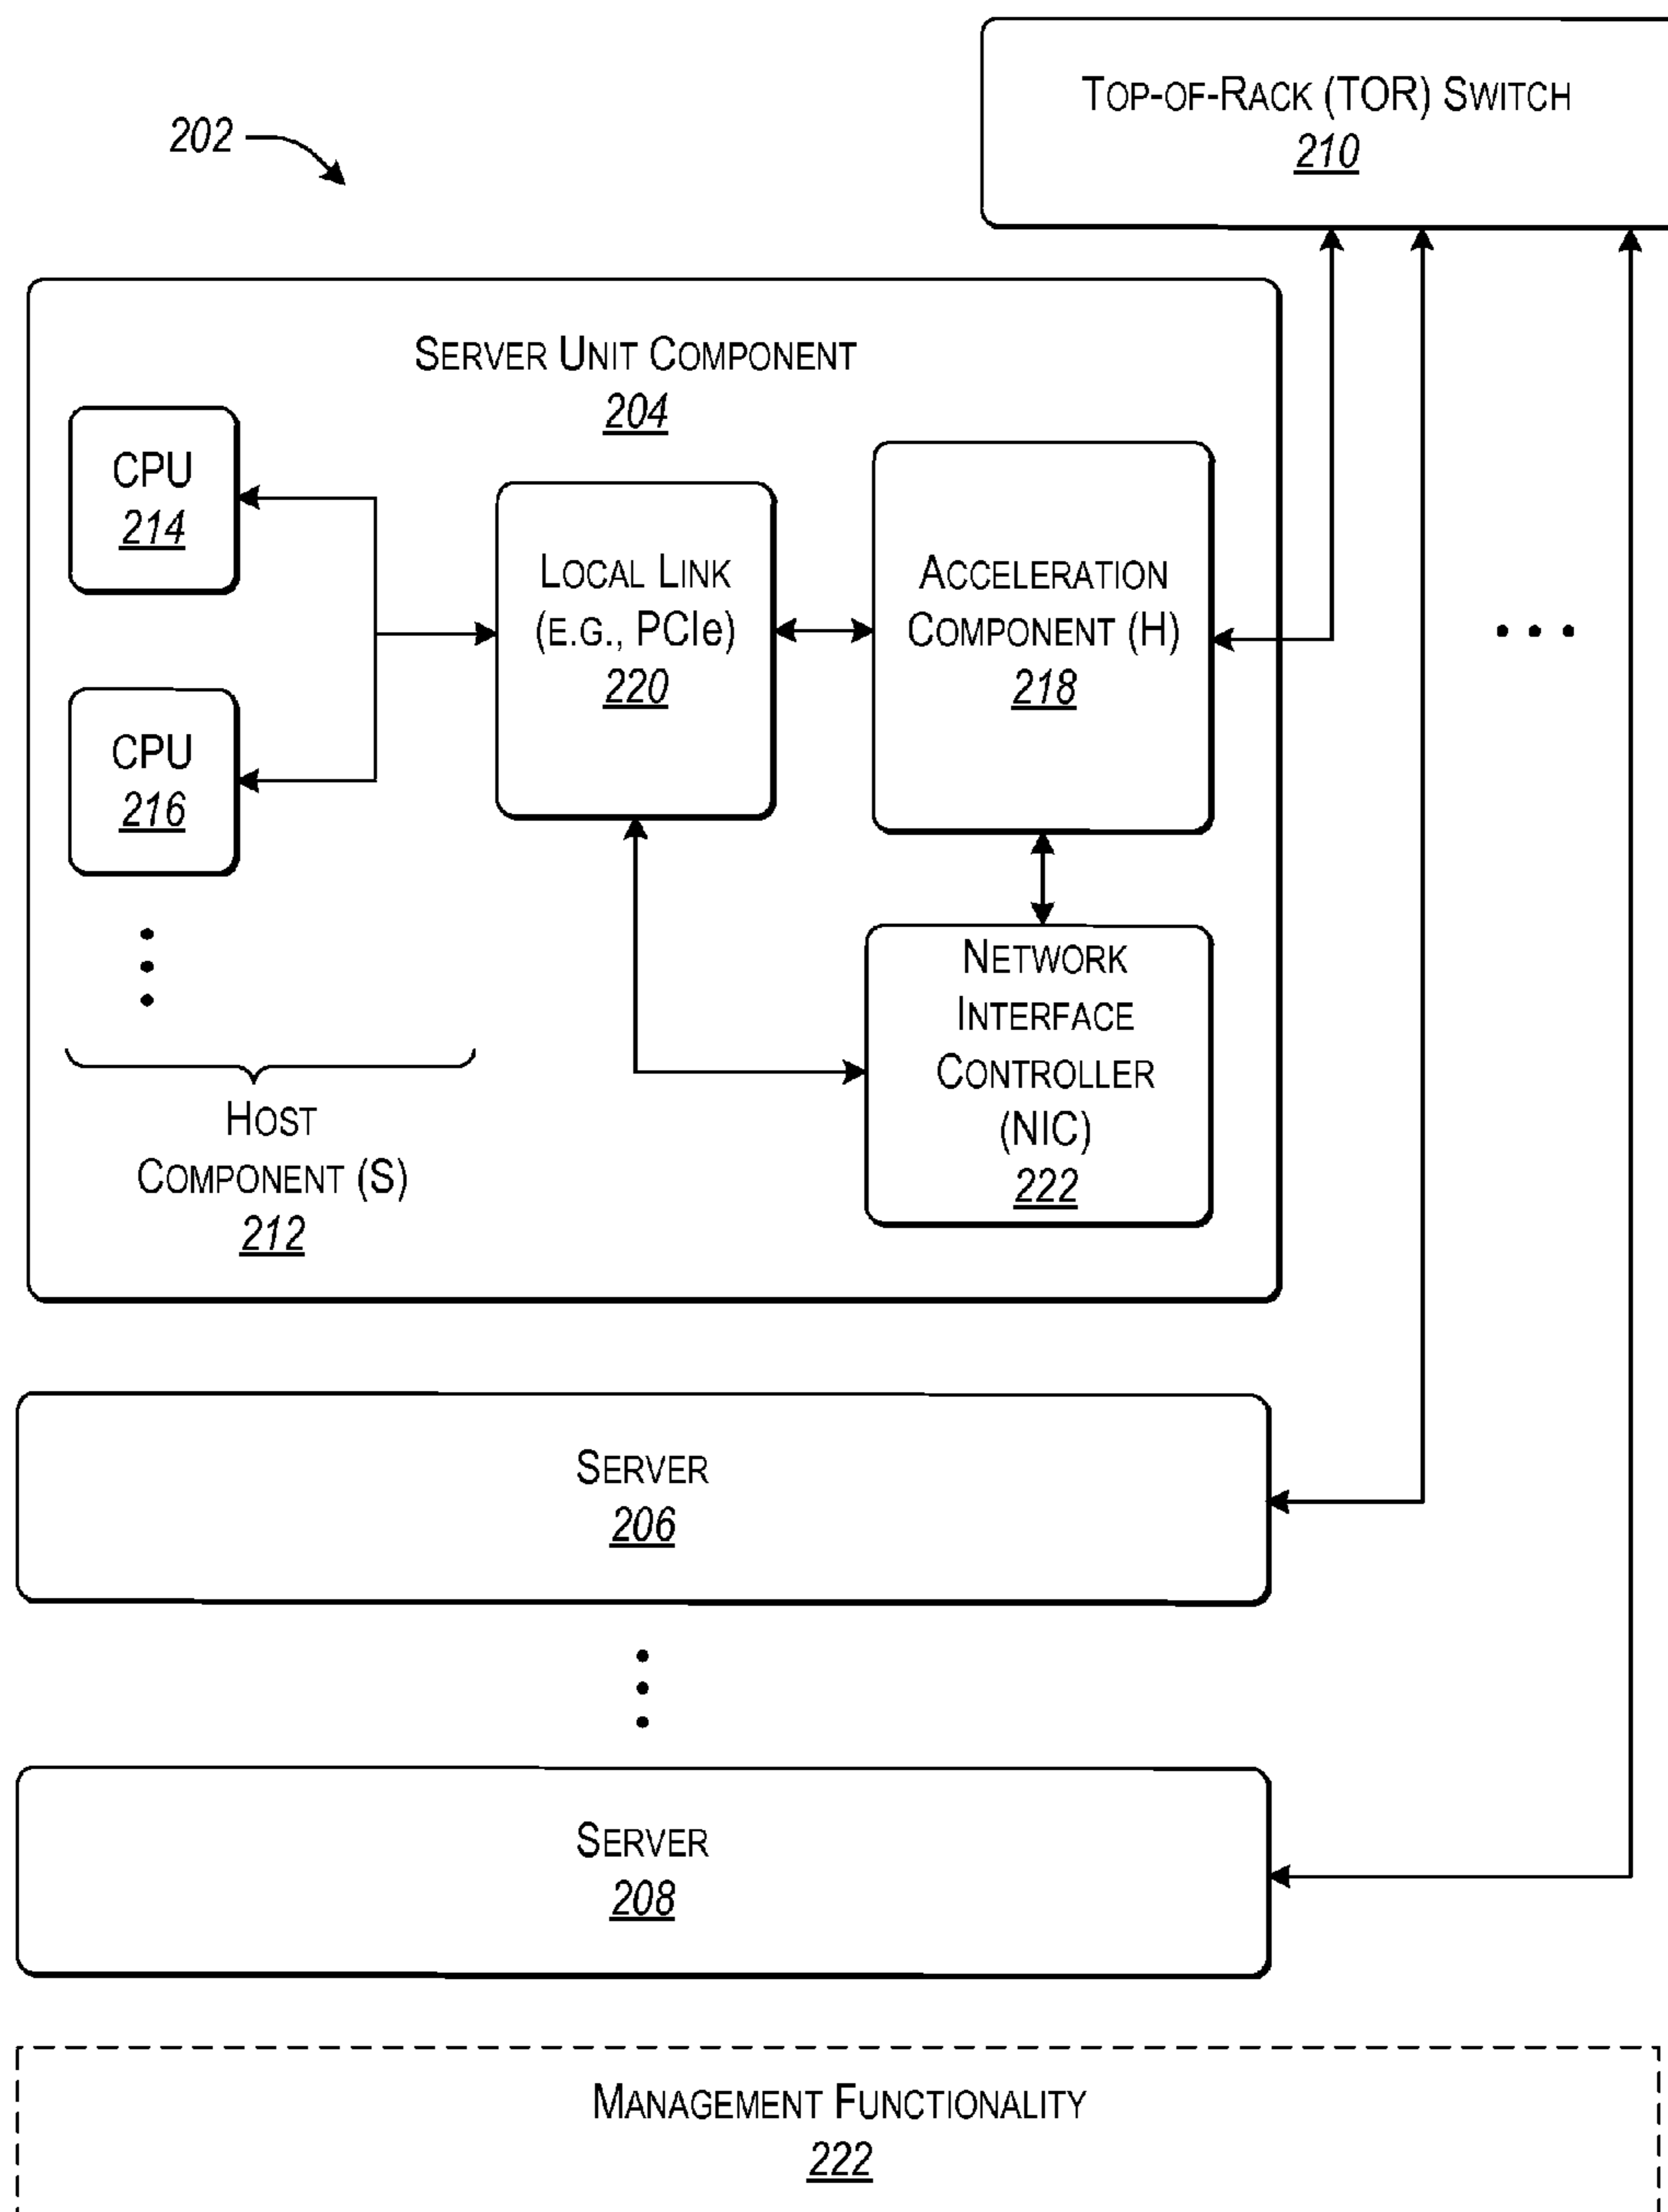 TOP-OF-RACK (TOR) SWITCH
210
202
SERVER UNIT COMPONENT
204
CPU
214
CPU
216
LOCAL LINK
(E.G., PCIe)
220
ACCELERATION
COMPONENT (H)
218
NETWORK
INTERFACE
CONTROLLER
(NIC)
222
HOST
COMPONENT (S)
212
SERVER
206
SERVER
208
MANAGEMENT FUNCTIONALITY
222